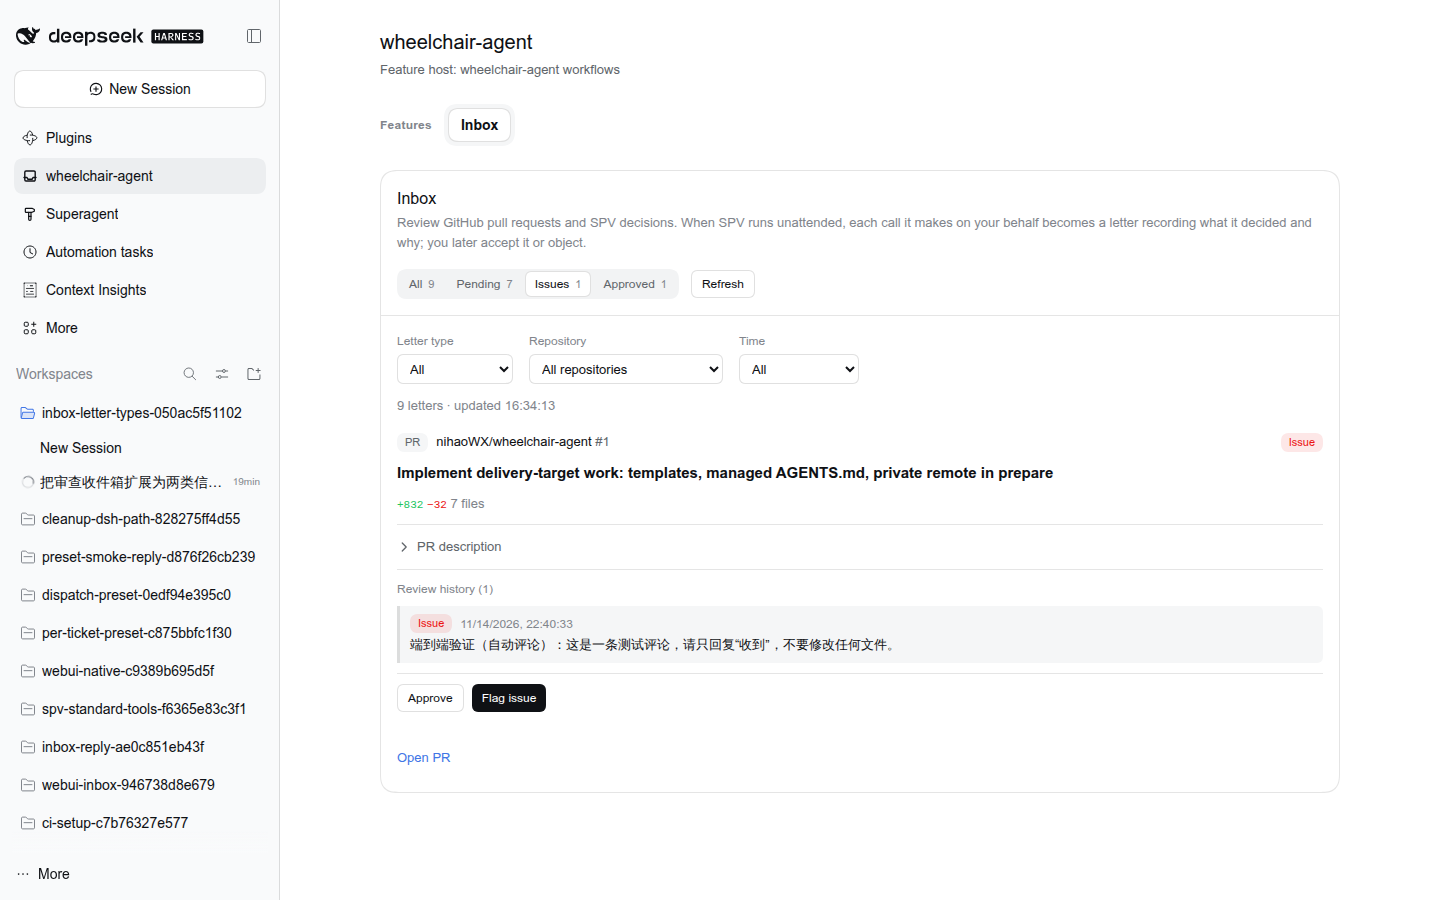 deepseek HARNESS
New Session
Plugins
wheelchair-agent
Superagent
Automation tasks
Context Insights
More
Workspaces
inbox-letter-types-050ac5f51102
New Session
把审查收件箱扩展为两类信… 19min
cleanup-dsh-path-828275ff4d55
preset-smoke-reply-d876f26cb239
dispatch-preset-0edf94e395c0
per-ticket-preset-c875bbfc1f30
webui-native-c9389b695d5f
spv-standard-tools-f6365e83c3f1
inbox-reply-ae0c851eb43f
webui-inbox-946738d8e679
ci-setup-c7b76327e577
More
wheelchair-agent
Feature host: wheelchair-agent workflows
Features Inbox
Inbox
Review GitHub pull requests and SPV decisions. When SPV runs unattended, each call it makes on your behalf becomes a letter recording what it decided and
why; you later accept it or object.
All 9 Pending 7 Issues 1 Approved 1 Refresh
Letter type Repository Time
All All repositories All
9 letters · updated 16:34:13
PR nihaoWX/wheelchair-agent #1 Issue
Implement delivery-target work: templates, managed AGENTS.md, private remote in prepare
+832 −32 7 files
PR description
Review history (1)
Issue 11/14/2026, 22:40:33
端到端验证（自动评论）：这是一条测试评论，请只回复“收到”，不要修改任何文件。
Approve Flag issue
Open PR